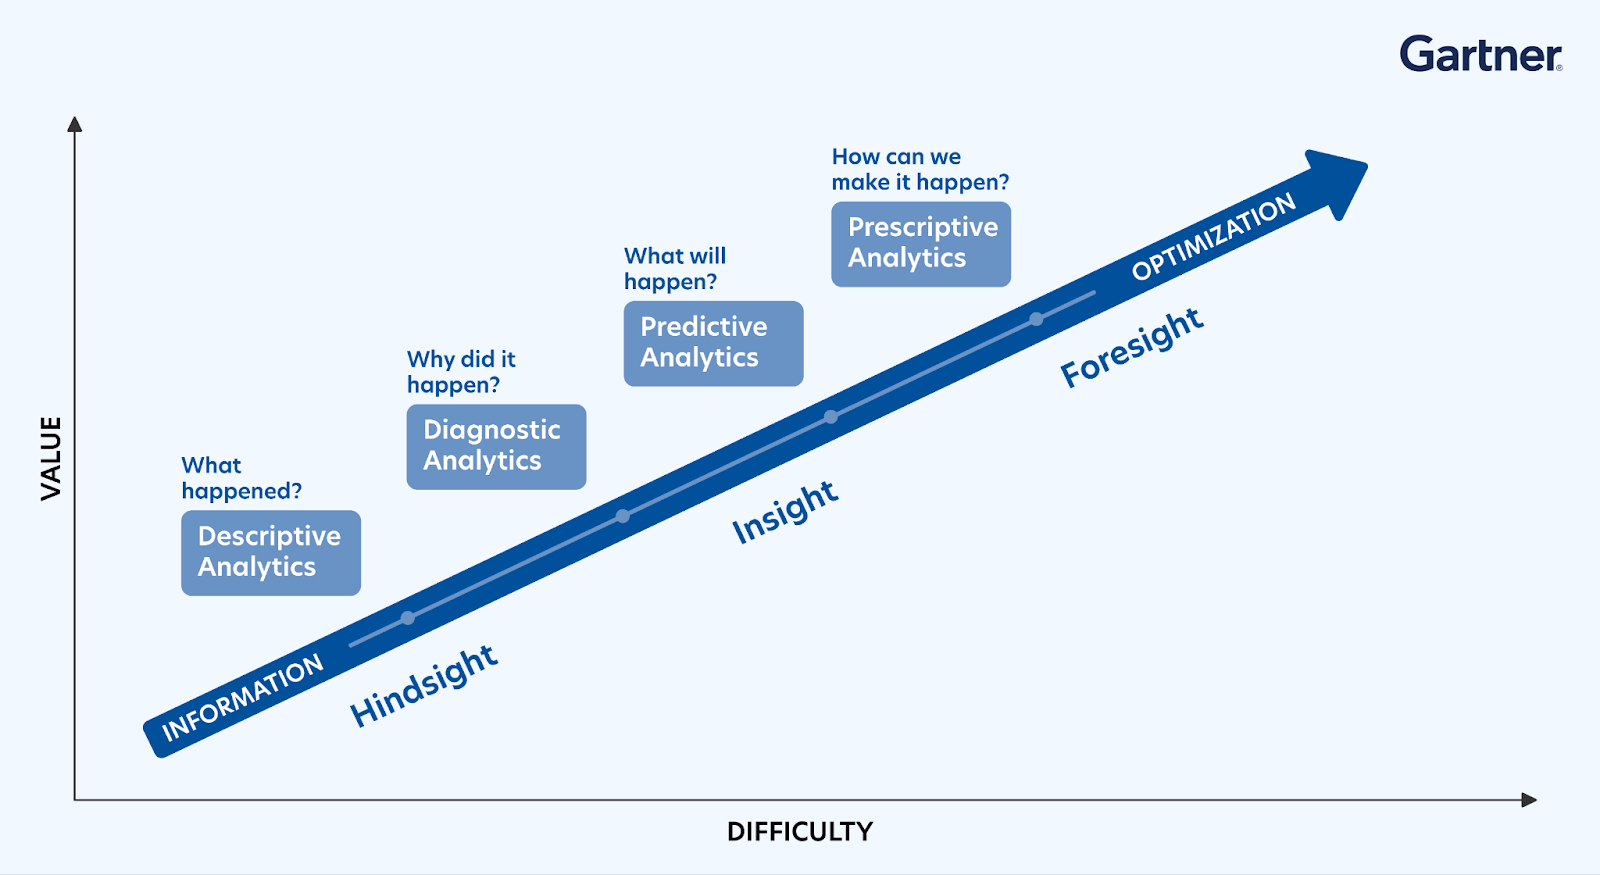 Gartner®
How can we
make it happen?
Prescriptive
Analytics
What will
happen?
Predictive
Analytics
Why did it
happen?
Diagnostic
Analytics
What
happened?
Descriptive
Analytics
INFORMATION
OPTIMIZATION
Hindsight
Insight
Foresight
VALUE
DIFFICULTY